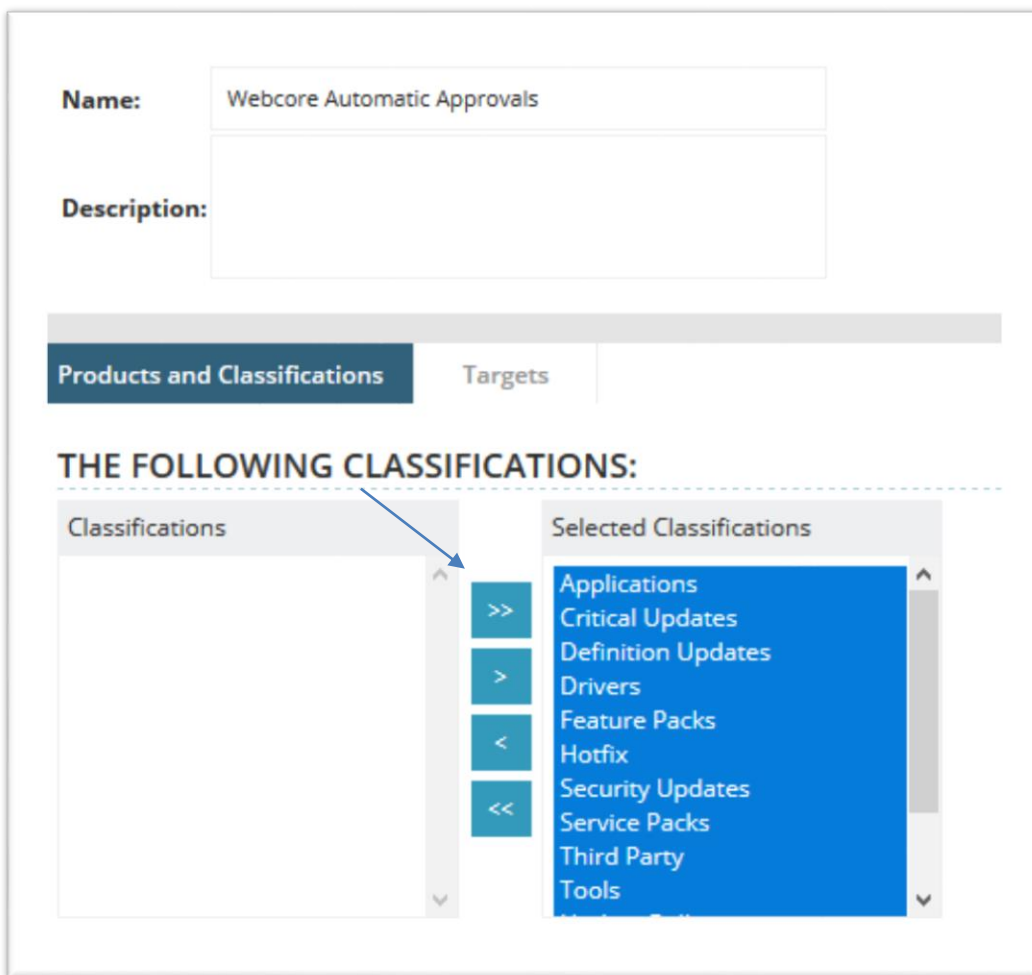 Name:
Webcore Automatic Approvals
Description:
Products and Classifications
Targets
THE FOLLOWING CLASSIFICATIONS:
Classifications
Selected Classifications
>>
>
<
<<
Applications
Critical Updates
Definition Updates
Drivers
Feature Packs
Hotfix
Security Updates
Service Packs
Third Party
Tools